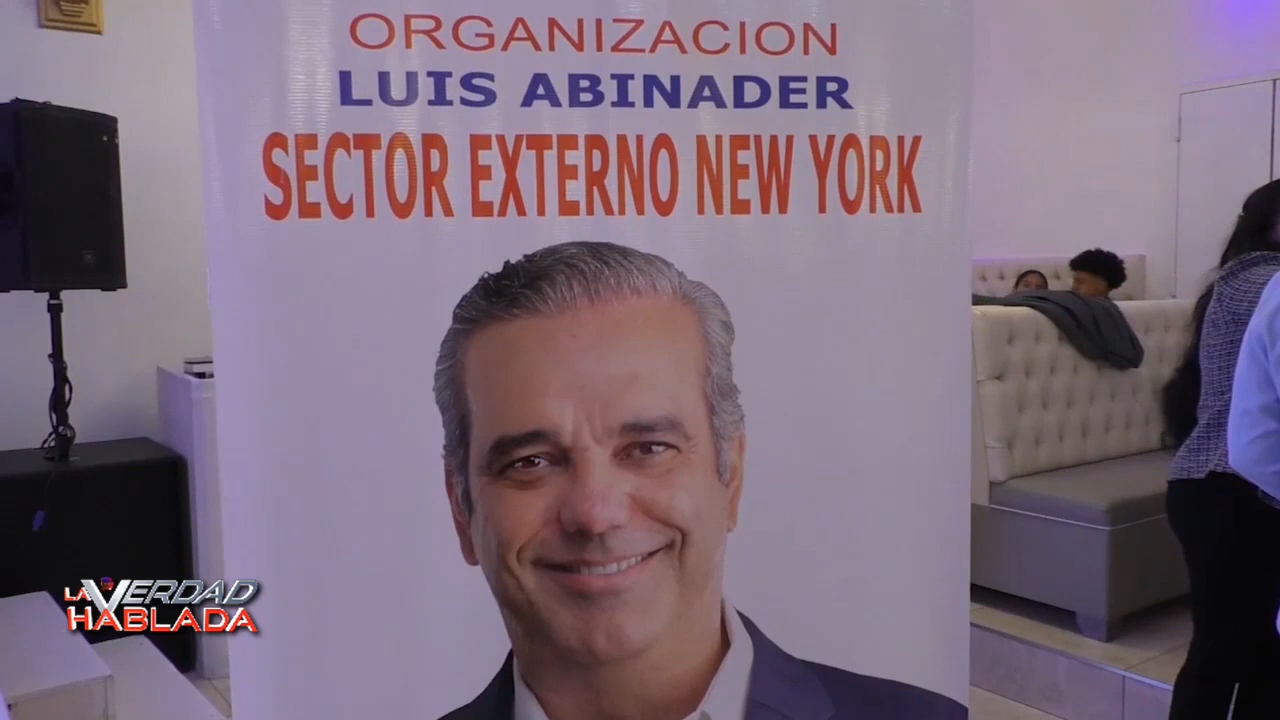 ORGANIZACION
LUIS ABINADER
SECTOR EXTERNO NEW YORK
LA VERDAD
HABLADA